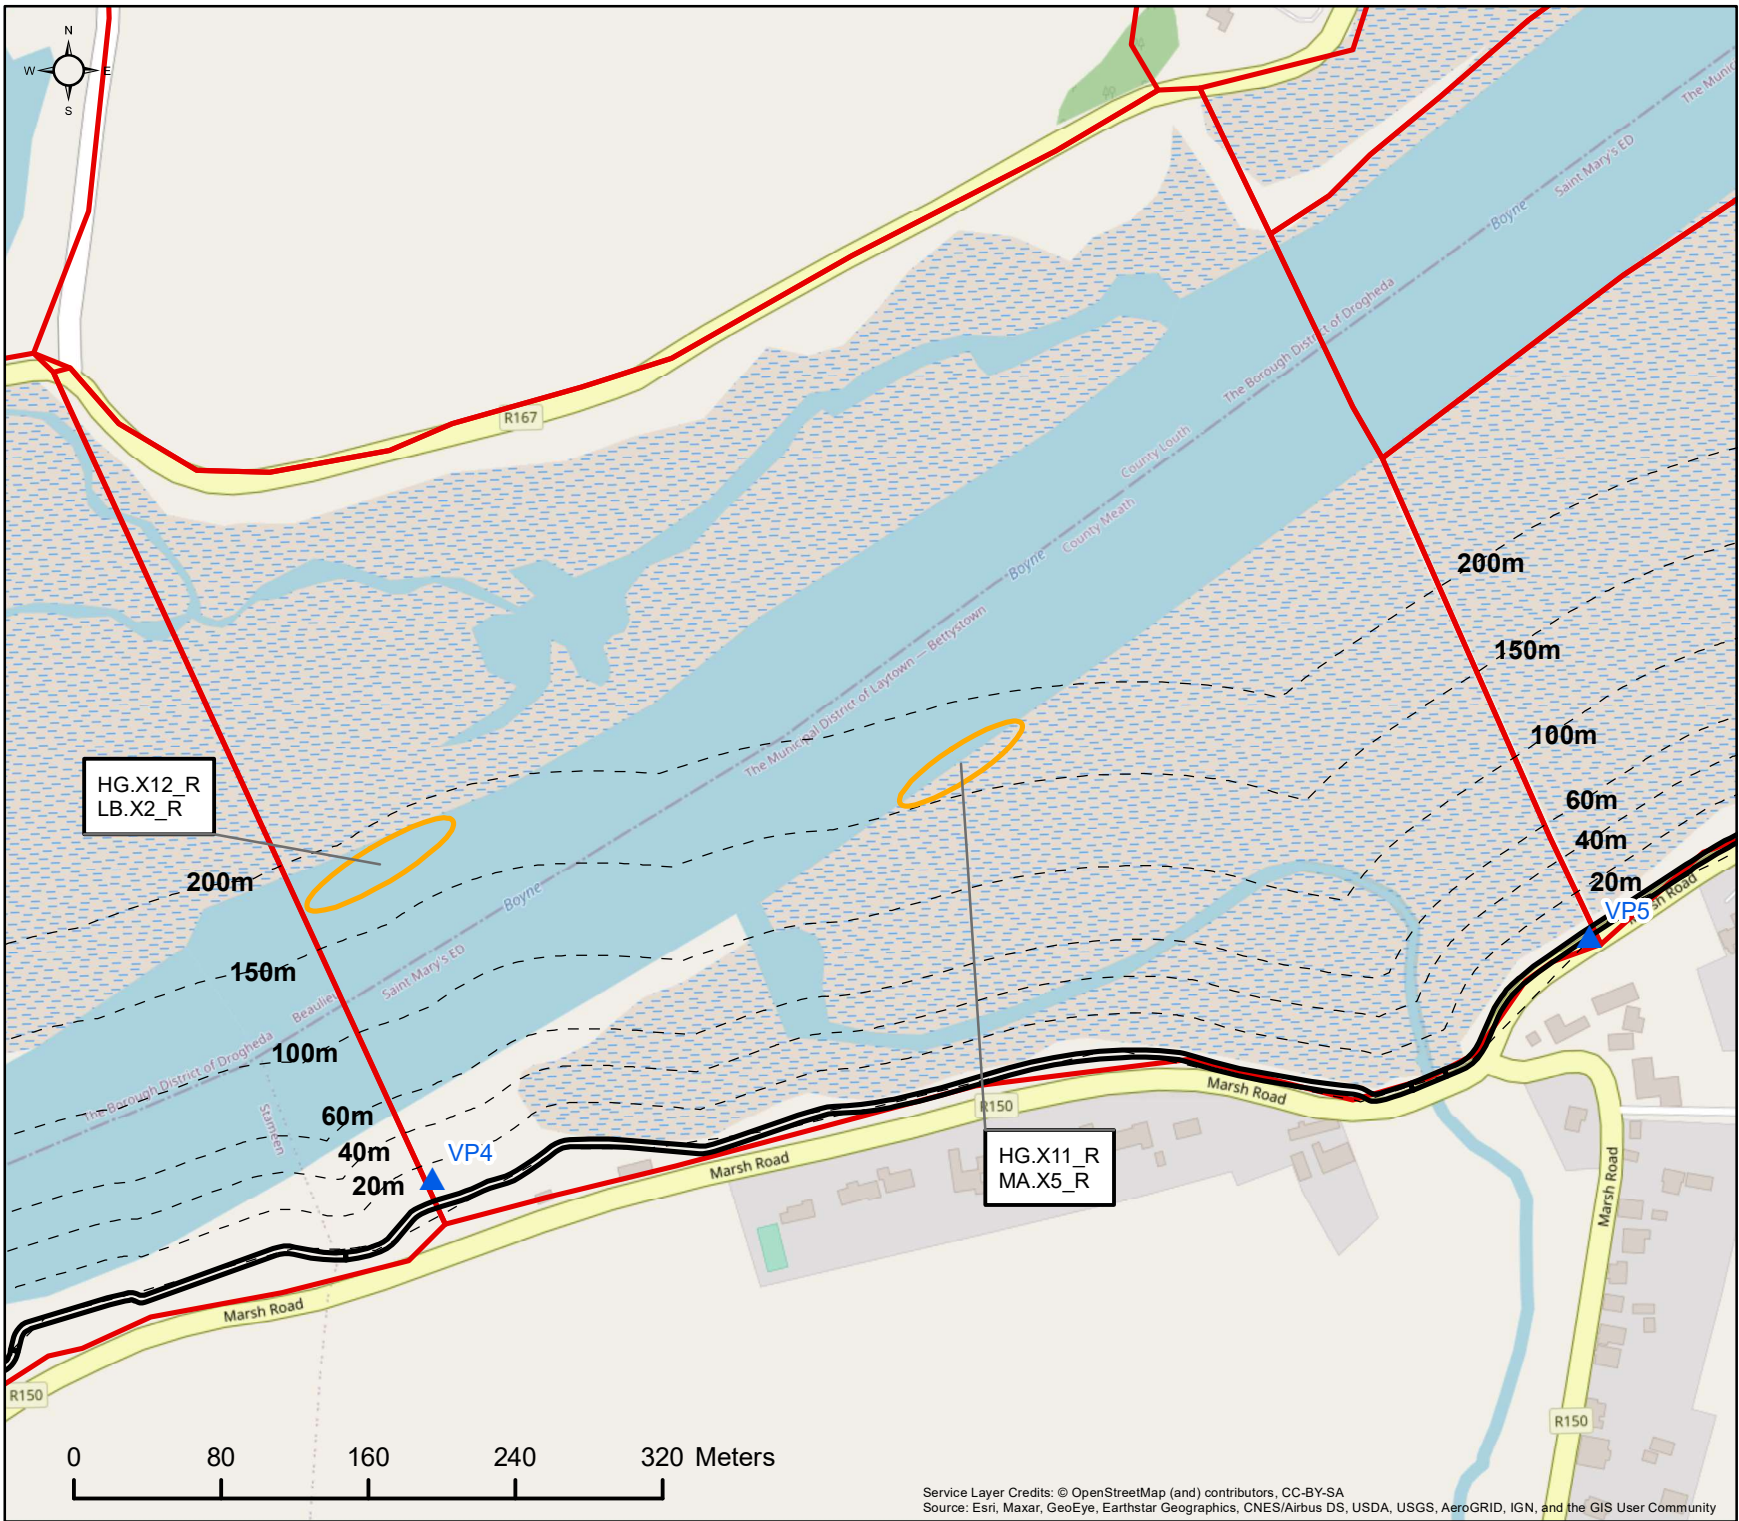 N
W E
S
The Munic
Saint Mary's ED
Boyne
The Borough District of Drogheda
R167
County Louth
County Meath
Boyne
200m
The Municipal District of Laytown — Bettystown
150m
100m
HG.X12_R
LB.X2_R
60m
40m
200m
20m
Boyne
VP5
sh Road
Saint Mary's ED
150m
Beaulieu
100m
The Borough District of Drogheda
Stameen
60m
40m
VP4
20m
R150
Marsh Road
Marsh Road
HG.X11_R
MA.X5_R
Marsh Road
Marsh Road
R150
R150
0 80 160 240 320 Meters
Service Layer Credits: © OpenStreetMap (and) contributors, CC-BY-SA
Source: Esri, Maxar, GeoEye, Earthstar Geographics, CNES/Airbus DS, USDA, USGS, AeroGRID, IGN, and the GIS User Community